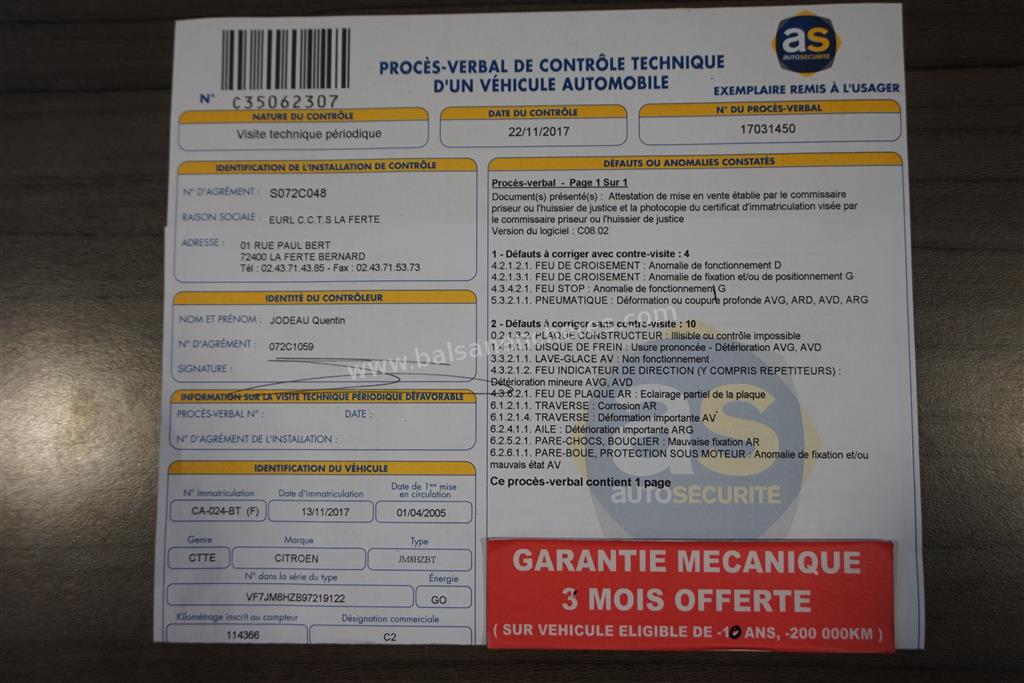 as
AUTOSÉCURITÉ
PROCÈS-VERBAL DE CONTRÔLE TECHNIQUE
D'UN VÉHICULE AUTOMOBILE
EXEMPLAIRE REMIS À L'USAGER
N° C35062307
NATURE DU CONTRÔLE
Visite technique périodique
DATE DU CONTRÔLE
22/11/2017
N° DU PROCÈS-VERBAL
17031450
IDENTIFICATION DE L'INSTALLATION DE CONTRÔLE
N° D'AGRÉMENT : S072C048
RAISON SOCIALE : EURL C.C.T.S LA FERTE
ADRESSE : 01 RUE PAUL BERT
72400 LA FERTE BERNARD
Tél : 02.43.71.43.85 - Fax : 02.43.71.53.73
IDENTITÉ DU CONTRÔLEUR
NOM ET PRÉNOM : JODEAU Quentin
N° D'AGRÉMENT : 072C1059
SIGNATURE :
INFORMATION SUR LA VISITE TECHNIQUE PÉRIODIQUE DÉFAVORABLE
PROCÈS-VERBAL N° : DATE :
N° D'AGRÉMENT DE L'INSTALLATION :
IDENTIFICATION DU VÉHICULE
N° Immatriculation
CA-024-BT (F)
Date d'immatriculation
13/11/2017
Date de 1ère mise
en circulation
01/04/2005
Genre
CTTE
Marque
CITROEN
Type
JM8HZBT
N° dans la série du type
VF7JM8HZB97219122
Énergie
GO
Kilométrage inscrit au compteur
114366
Désignation commerciale
C2
DÉFAUTS OU ANOMALIES CONSTATÉS
Procès-verbal - Page 1 Sur 1
Document(s) présenté(s) : Attestation de mise en vente établie par le commissaire
priseur ou l'huissier de justice et la photocopie du certificat d'immatriculation visée par
le commissaire priseur ou l'huissier de justice
Version du logiciel : C08.02
1 - Défauts à corriger avec contre-visite : 4
4.2.1.2.1. FEU DE CROISEMENT : Anomalie de fonctionnement D
4.2.1.3.1. FEU DE CROISEMENT : Anomalie de fixation et/ou de positionnement G
4.3.4.2.1. FEU STOP : Anomalie de fonctionnement G
5.3.2.1.1. PNEUMATIQUE : Déformation ou coupure profonde AVG, ARD, AVD, ARG
2 - Défauts à corriger sans contre-visite : 10
0.2.1.3.2. PLAQUE CONSTRUCTEUR : Illisible ou contrôle impossible
1.4.1.1.1. DISQUE DE FREIN : Usure prononcée - Détérioration AVG, AVD
3.3.2.1.1. LAVE-GLACE AV : Non fonctionnement
4.3.2.1.2. FEU INDICATEUR DE DIRECTION (Y COMPRIS REPETITEURS) :
Détérioration mineure AVG, AVD
4.3.6.2.1. FEU DE PLAQUE AR : Eclairage partiel de la plaque
6.1.2.1.1. TRAVERSE : Corrosion AR
6.1.2.1.4. TRAVERSE : Déformation importante AV
6.2.4.1.1. AILE : Détérioration importante ARG
6.2.5.2.1. PARE-CHOCS, BOUCLIER : Mauvaise fixation AR
6.2.6.1.1. PARE-BOUE, PROTECTION SOUS MOTEUR : Anomalie de fixation et/ou
mauvais état AV
Ce procès-verbal contient 1 page
as
AUTOSÉCURITÉ
GARANTIE MECANIQUE
3 MOIS OFFERTE
( SUR VEHICULE ELIGIBLE DE -10 ANS, -200 000KM )